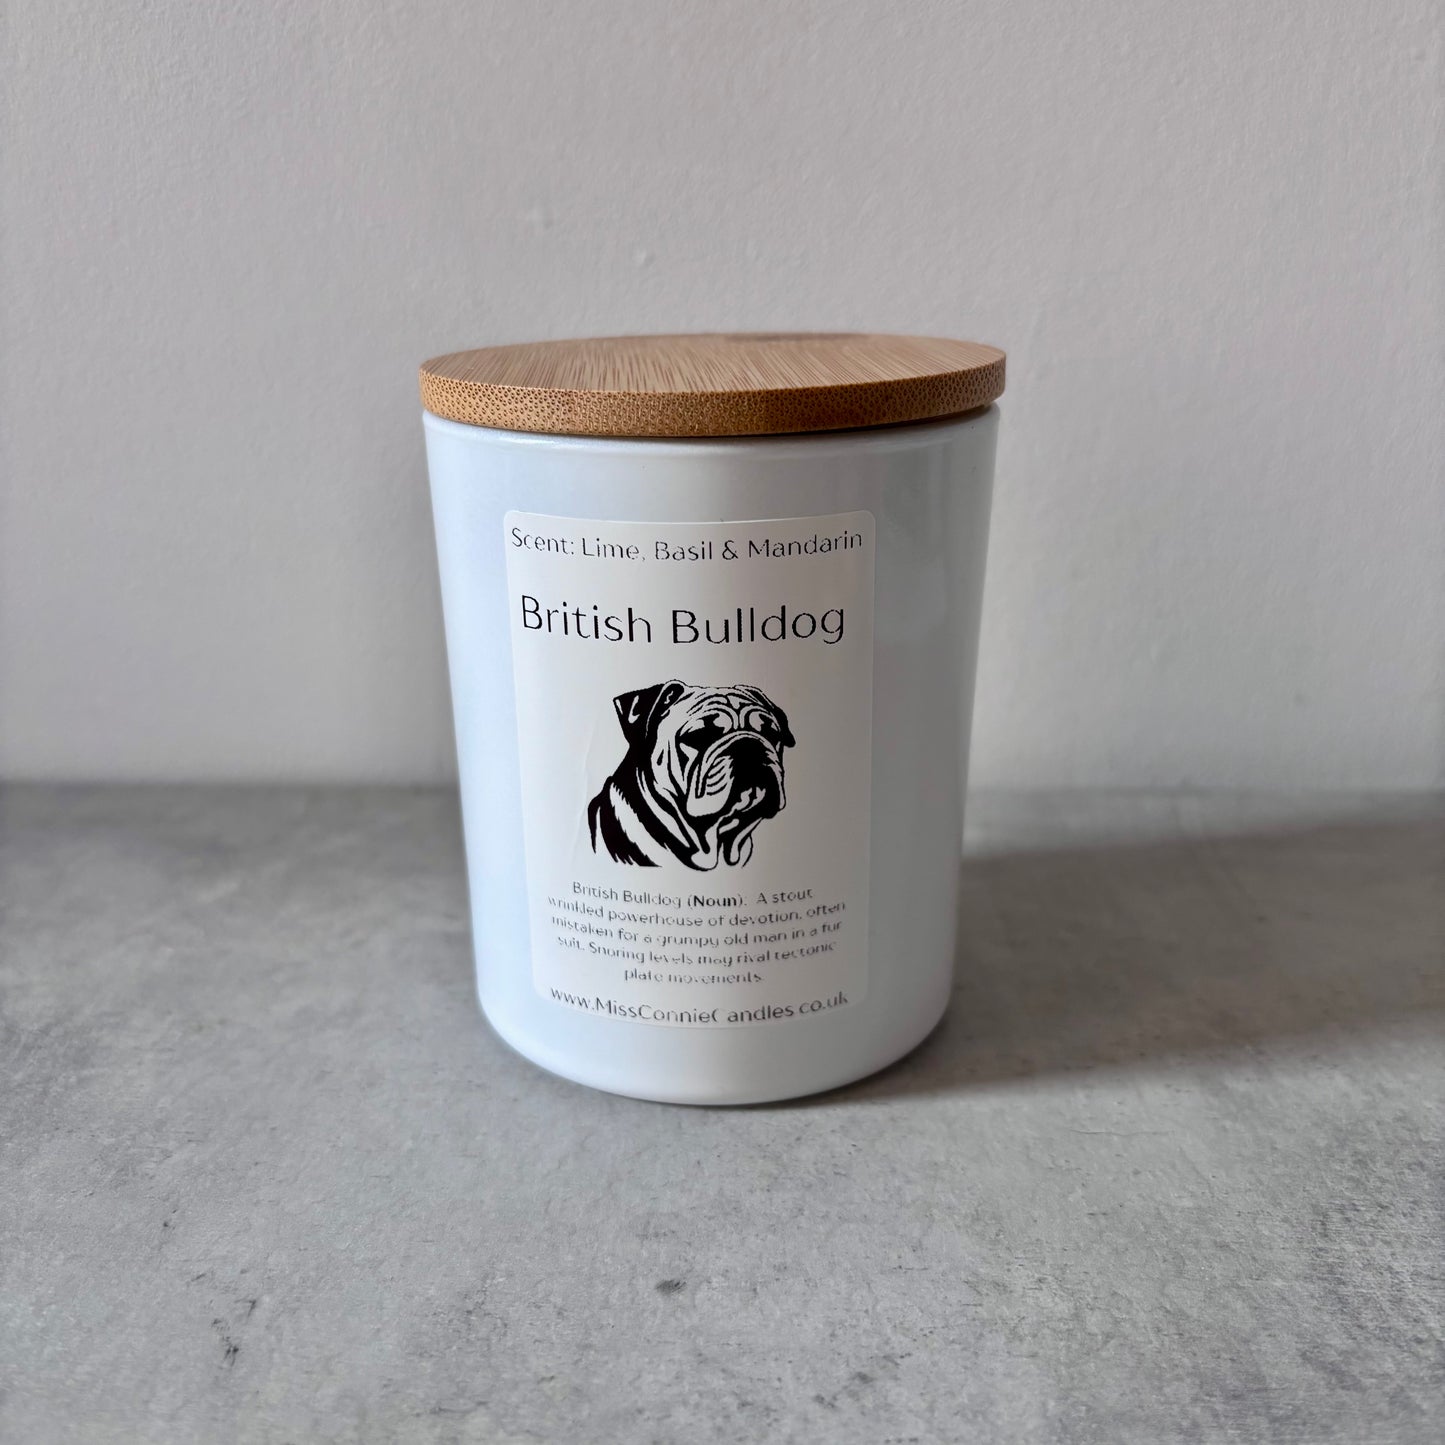 Scent: Lime, Basil & Mandarin
British Bulldog
British Bulldog (Noun): A stout
wrinkled powerhouse of devotion, often
mistaken for a grumpy old man in a fur
suit. Snoring levels may rival tectonic
plate movements.
www.MissConnieCandles.co.uk